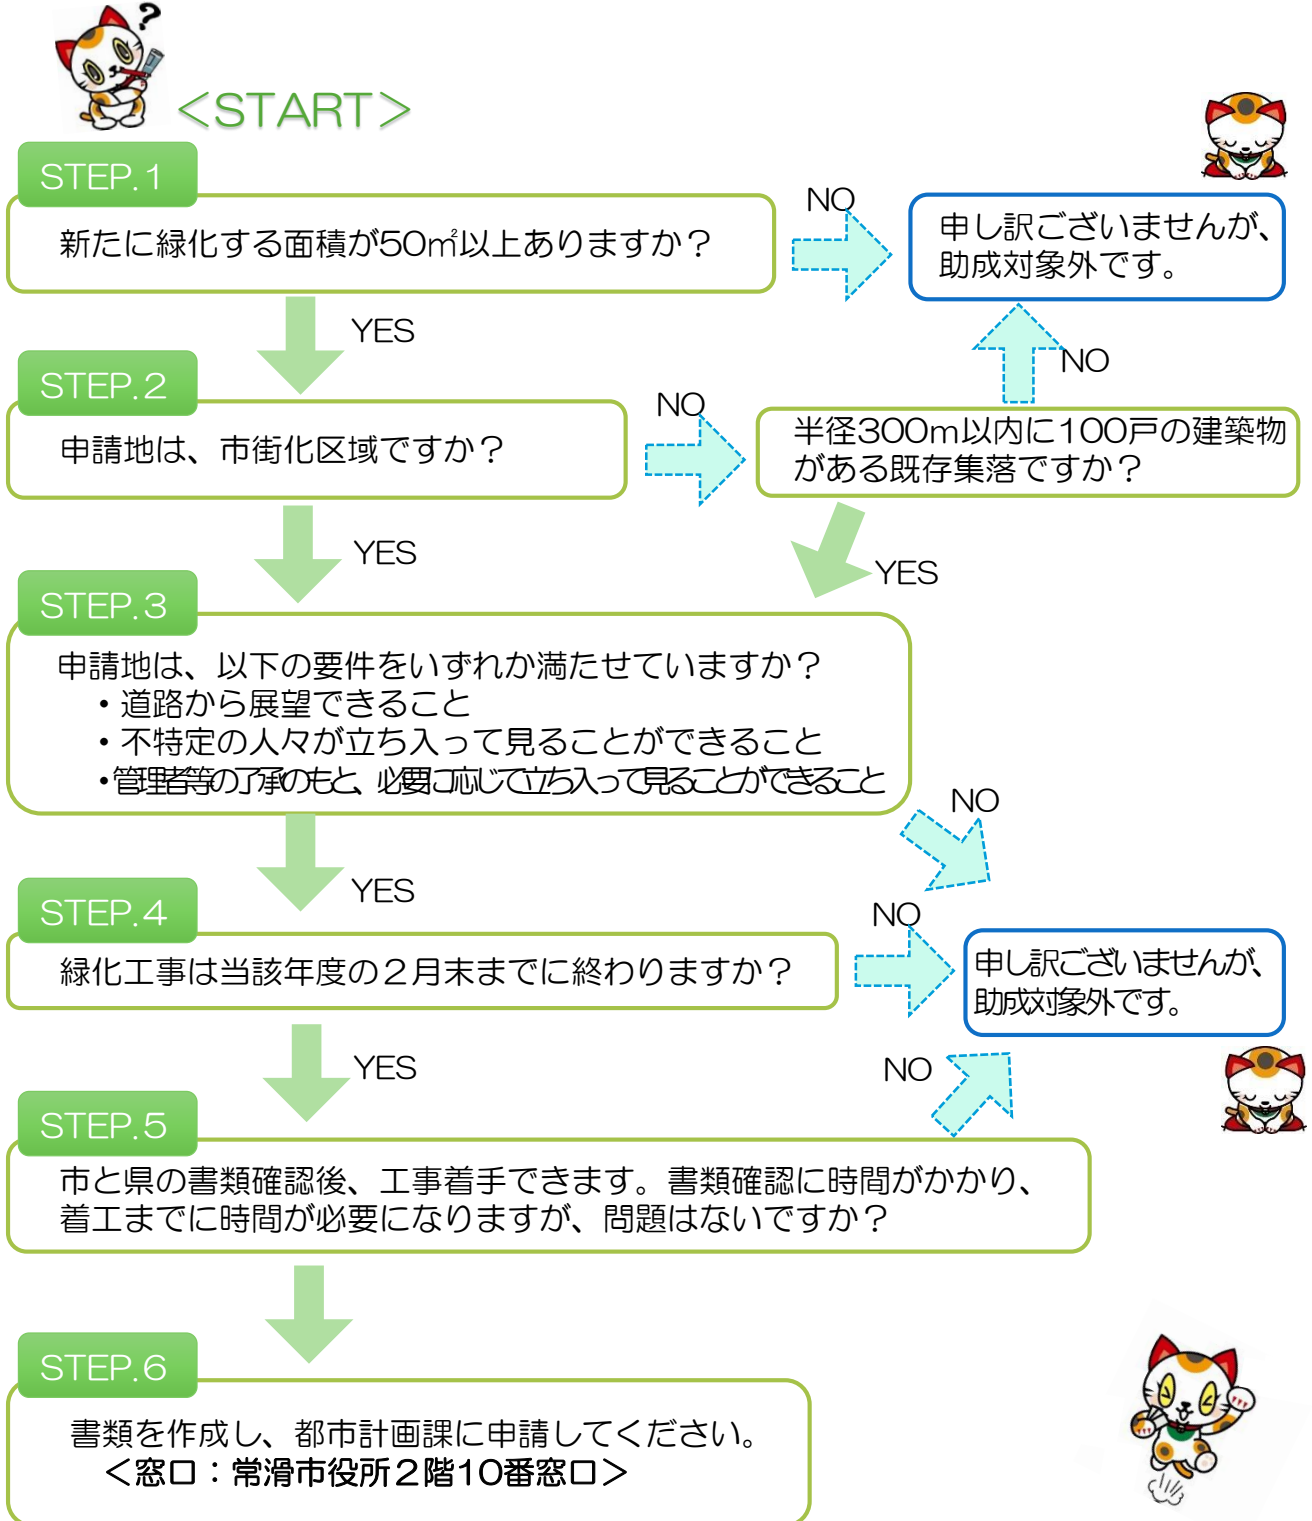 ?
<START>
STEP.1
新たに緑化する面積が50㎡以上ありますか？
NO
申し訳ございませんが、
助成対象外です。
YES
NO
STEP.2
申請地は、市街化区域ですか？
NO
半径300m以内に100戸の建築物
がある既存集落ですか？
YES
YES
STEP.3
申請地は、以下の要件をいずれか満たせていますか？
・道路から展望できること
・不特定の人々が立ち入って見ることができること
・管理者等の了承のもと、必要に応じて立ち入って見ることができること
NO
YES
STEP.4
緑化工事は当該年度の２月末までに終わりますか？
NO
申し訳ございませんが、
助成対象外です。
YES
NO
STEP.5
市と県の書類確認後、工事着手できます。書類確認に時間がかかり、
着工までに時間が必要になりますが、問題はないですか？
STEP.6
書類を作成し、都市計画課に申請してください。
＜窓口：常滑市役所２階10番窓口＞